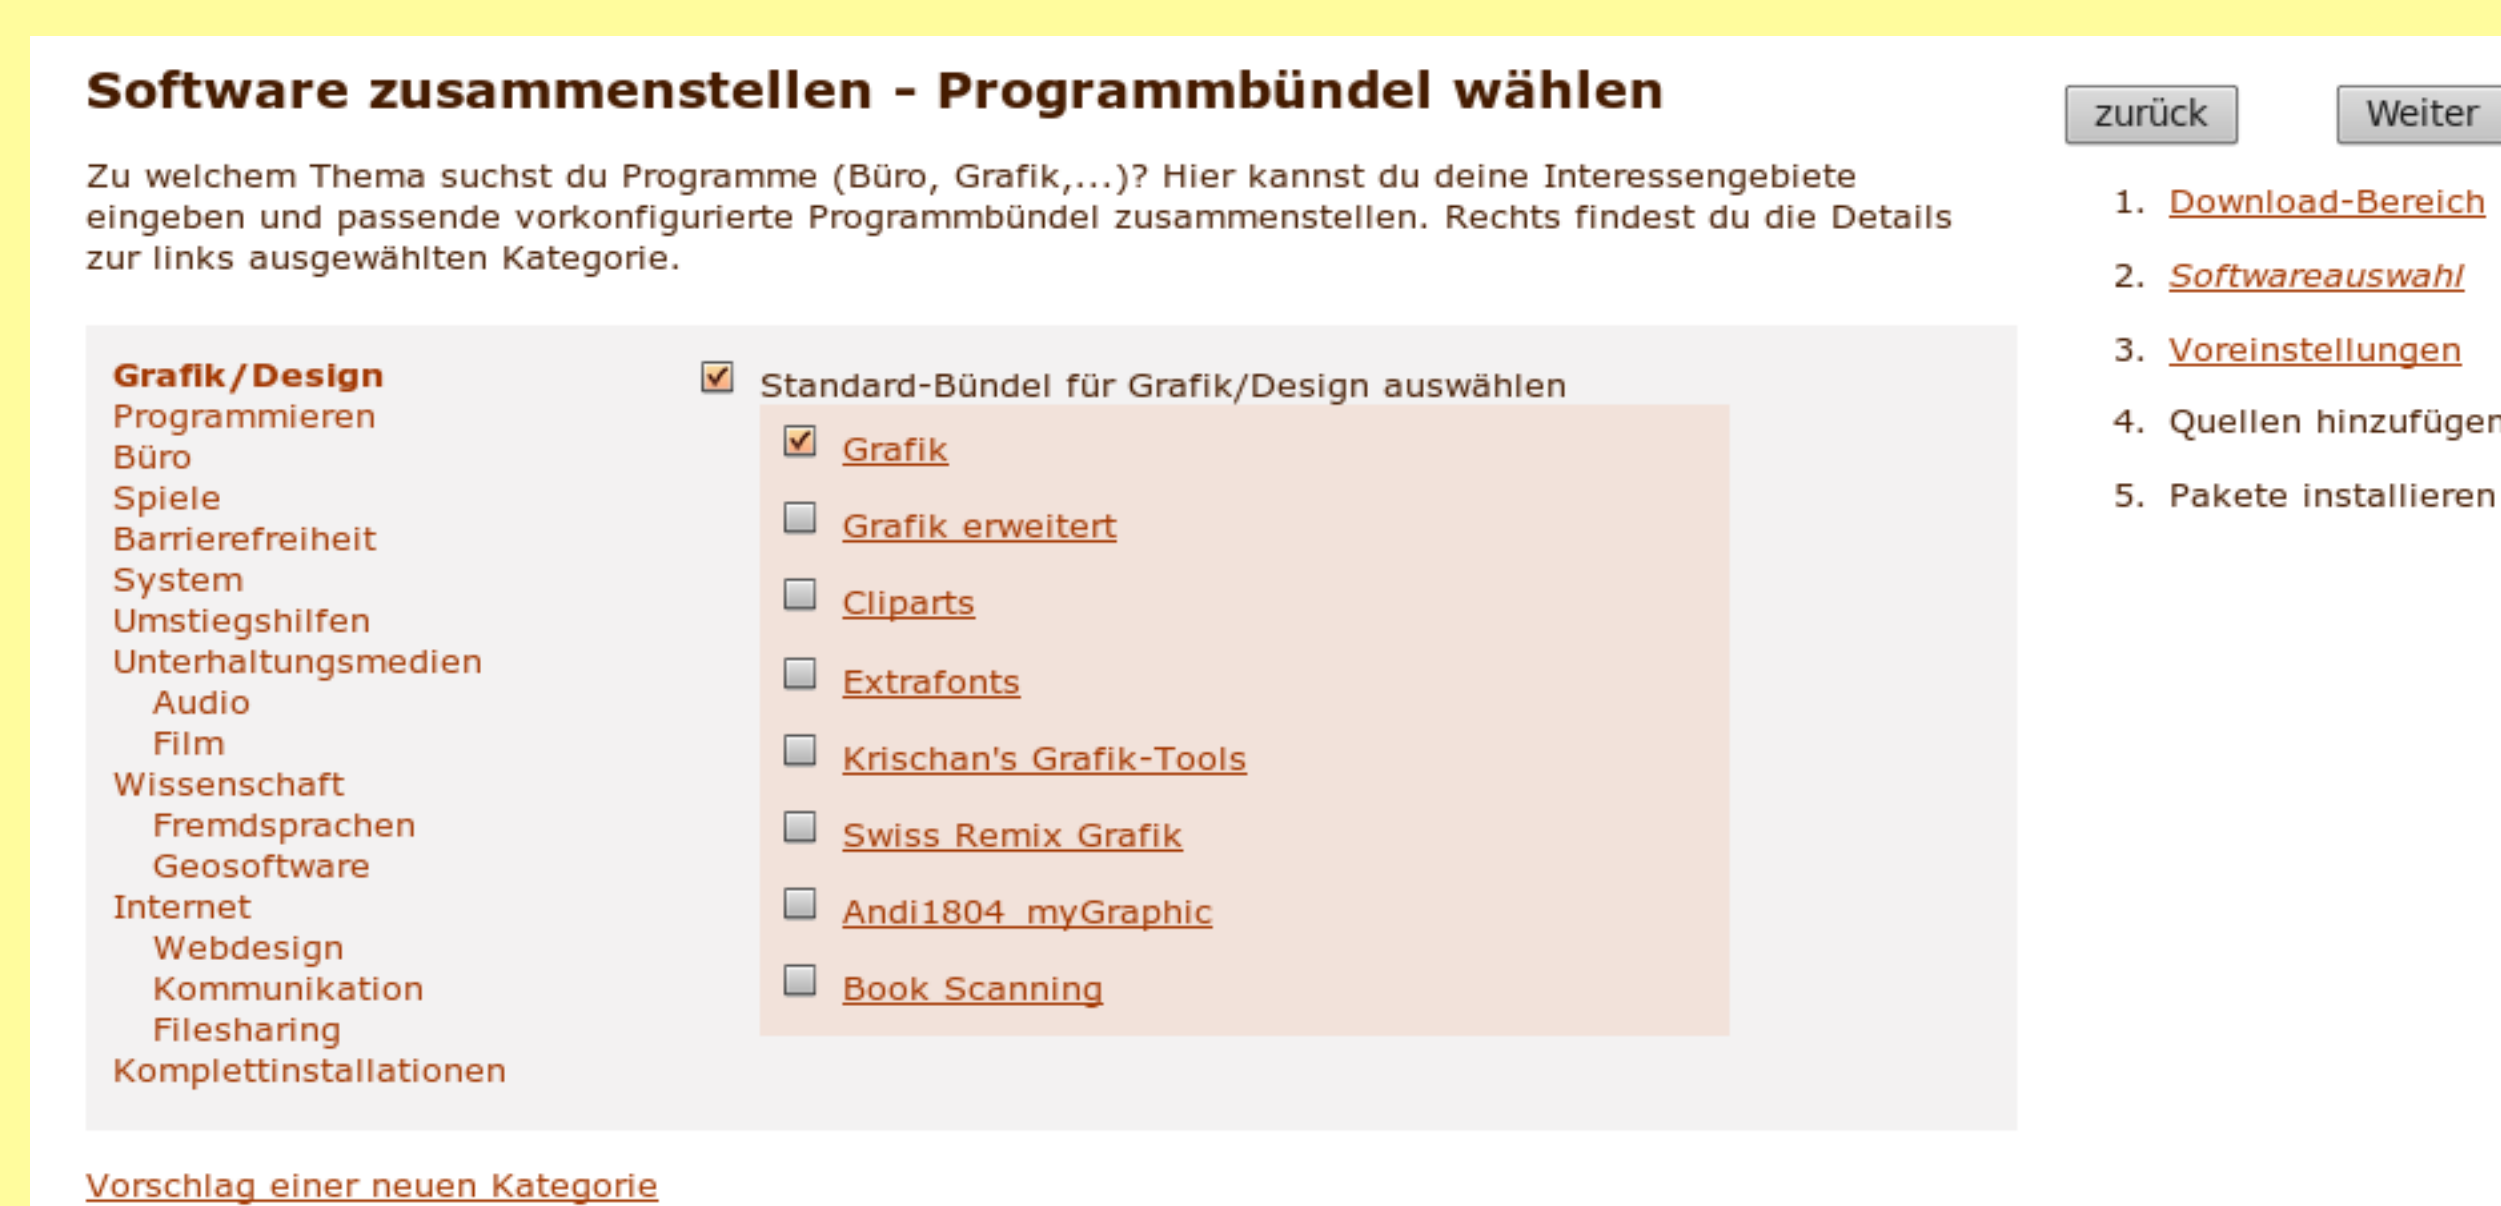 Software zusammenstellen - Programmbündel wählen
Zu welchem Thema suchst du Programme (Büro, Grafik,...)? Hier kannst du deine Interessengebiete
eingeben und passende vorkonfigurierte Programmbündel zusammenstellen. Rechts findest du die Details
zur links ausgewählten Kategorie.
Grafik/Design
Programmieren
Büro
Spiele
Barrierefreiheit
System
Umstiegshilfen
Unterhaltungsmedien
Audio
Film
Wissenschaft
Fremdsprachen
Geosoftware
Internet
Webdesign
Kommunikation
Filesharing
Komplettinstallationen
Standard-Bündel für Grafik/Design auswählen
Grafik
Grafik erweitert
Cliparts
Extrafonts
Krischan's Grafik-Tools
Swiss Remix Grafik
Andi1804_myGraphic
Book Scanning
Vorschlag einer neuen Kategorie
zurück
Weiter
1. Download-Bereich
2. Softwareauswahl
3. Voreinstellungen
4. Quellen hinzufügen
5. Pakete installieren